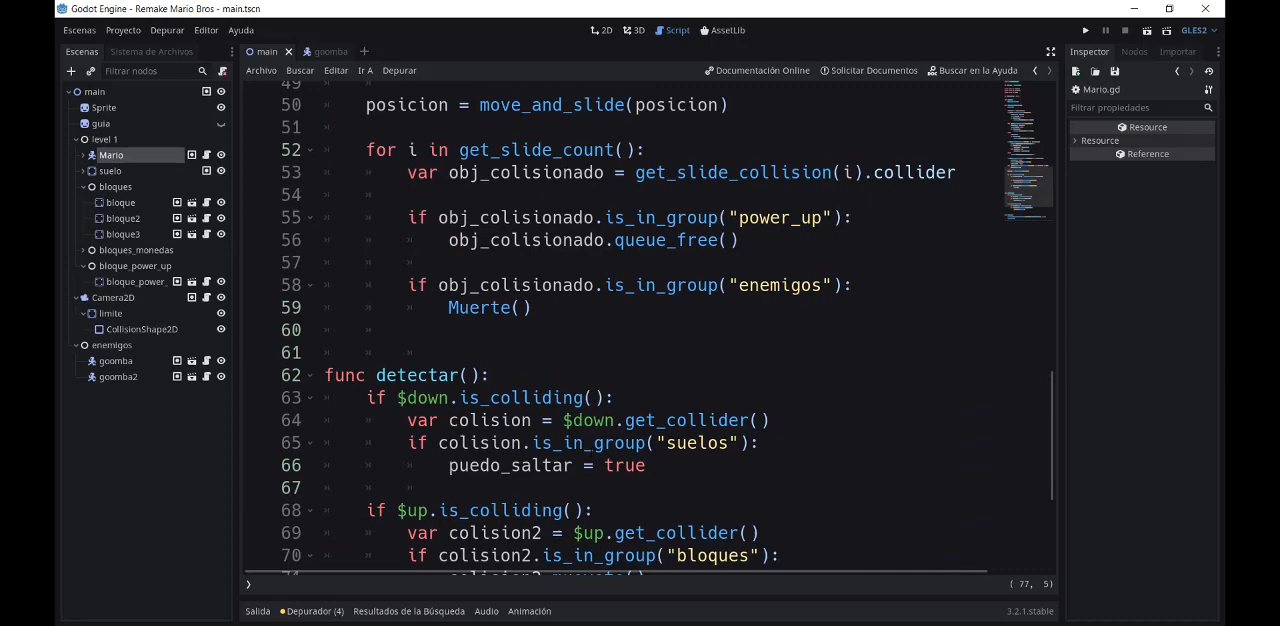 Godot Engine - Remake Mario Bros - main.tscn
Escenas Proyecto Depurar Editor Ayuda
2D 3D Script AssetLib
GLES2
Escenas Sistema de Archivos
Filtrar nodos
main
Sprite
guia
level 1
Mario
suelo
bloques
bloque
bloque2
bloque3
bloques_monedas
bloque_power_up
bloque_power_
Camera2D
limite
CollisionShape2D
enemigos
goomba
goomba2
main goomba
Archivo Buscar Editar Ir A Depurar
Documentación Online Solicitar Documentos Buscar en la Ayuda
49
50 posicion = move_and_slide(posicion)
51
52 for i in get_slide_count():
53 var obj_colisionado = get_slide_collision(i).collider
54
55 if obj_colisionado.is_in_group("power_up"):
56 obj_colisionado.queue_free()
57
58 if obj_colisionado.is_in_group("enemigos"):
59 Muerte()
60
61
62 func detectar():
63 if $down.is_colliding():
64 var colision = $down.get_collider()
65 if colision.is_in_group("suelos"):
66 puedo_saltar = true
67
68 if $up.is_colliding():
69 var colision2 = $up.get_collider()
70 if colision2.is_in_group("bloques"):
( 77, 5)
Salida Depurador (4) Resultados de la Búsqueda Audio Animación
3.2.1.stable
Inspector Nodos Importar
Mario.gd
Filtrar propiedades
Resource
Resource
Reference